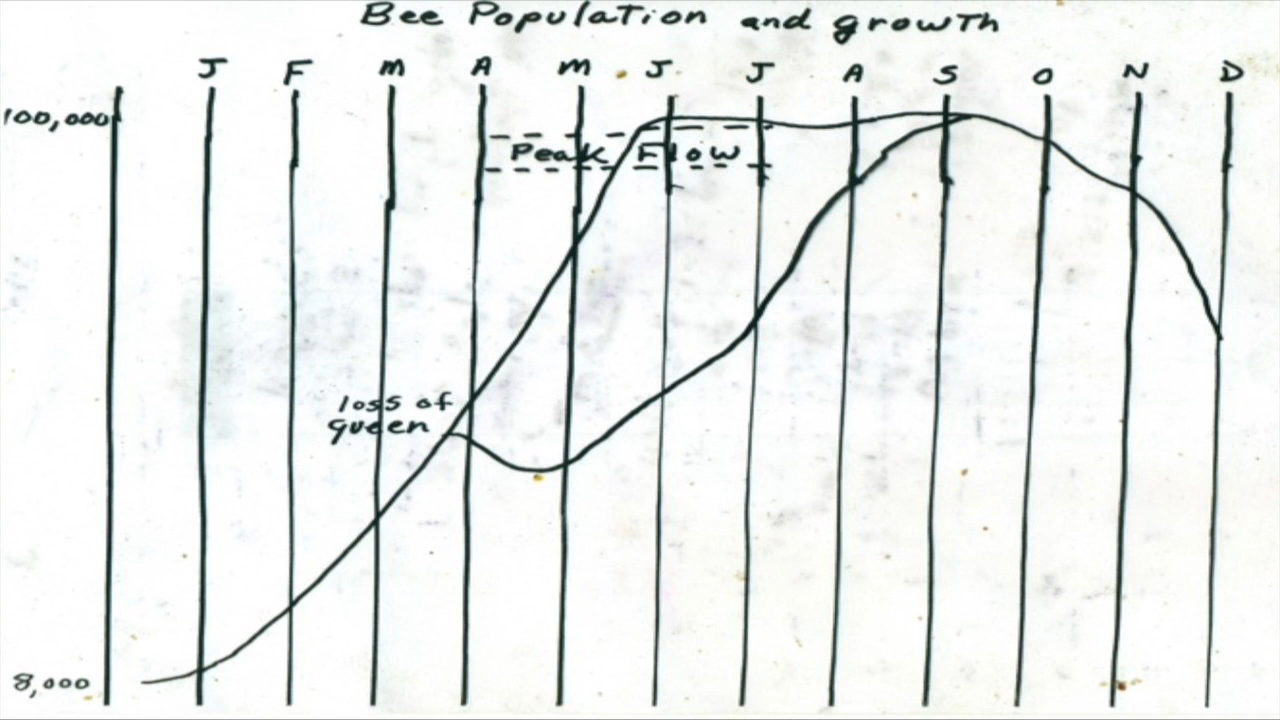 Bee Population and growth
J F M A M J J A S O N D
100,000
Peak Flow
loss of
queen
8,000